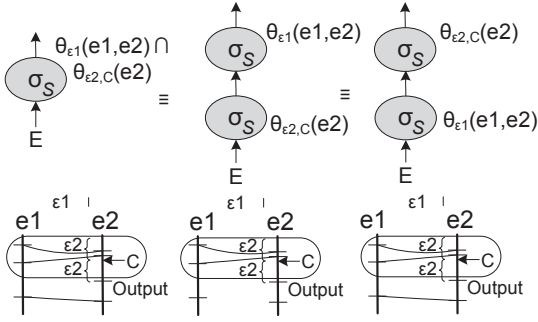 θε1(e1,e2) ∩
θε2,C(e2)
σS
E
≡
θε1(e1,e2)
σS
θε2,C(e2)
σS
E
≡
θε2,C(e2)
σS
θε1(e1,e2)
σS
E
ε1
e1 e2
ε2
ε2
C
Output
ε1
e1 e2
ε2
ε2
C
Output
ε1
e1 e2
ε2
ε2
C
Output